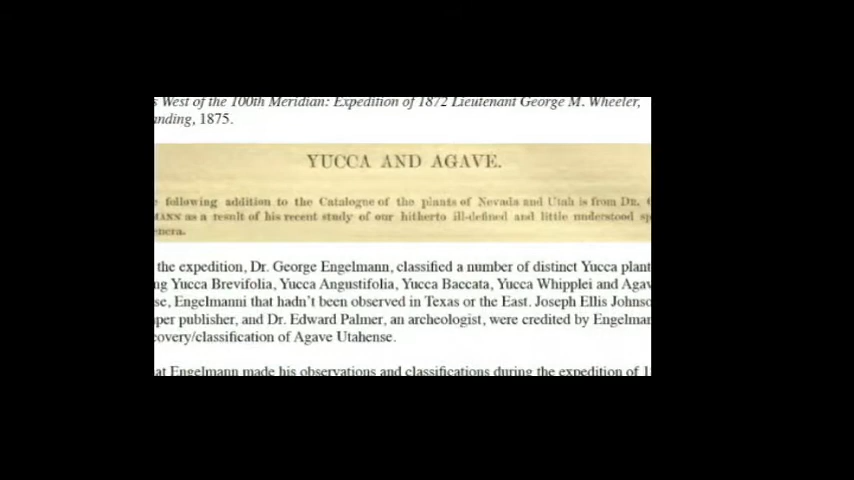 s West of the 100th Meridian: Expedition of 1872 Lieutenant George M. Wheeler,
anding, 1875.
YUCCA AND AGAVE.
e following addition to the Catalogue of the plants of Nevada and Utah is from DR.
MANN as a result of his recent study of our hitherto ill-defined and little understood
enera.
the expedition, Dr. George Engelmann, classified a number of distinct Yucca plant
ng Yucca Brevifolia, Yucca Angustifolia, Yucca Baccata, Yucca Whipplei and Agav
se, Engelmanni that hadn't been observed in Texas or the East. Joseph Ellis Johnso
per publisher, and Dr. Edward Palmer, an archeologist, were credited by Engelmar
covery/classification of Agave Utahense.
at Engelmann made his observations and classifications during the expedition of 1